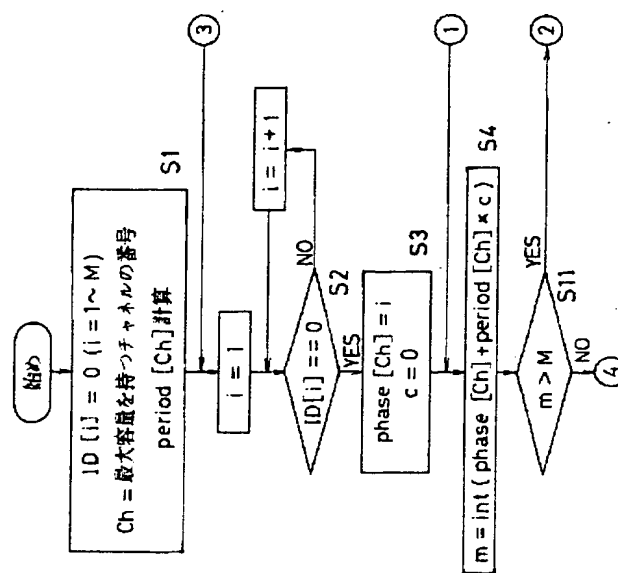 始め
ID [i] = 0 (i = 1~M)
Ch = 最大容量を持つチャネルの番号
period [Ch] 計算
S1
3
i = 1
i = i + 1
ID[i] == 0
NO
S2
YES
phase [Ch] = i
c = 0
S3
1
m = int ( phase [Ch] + period [Ch] * c )
S4
m > M
YES
S11
2
NO
4